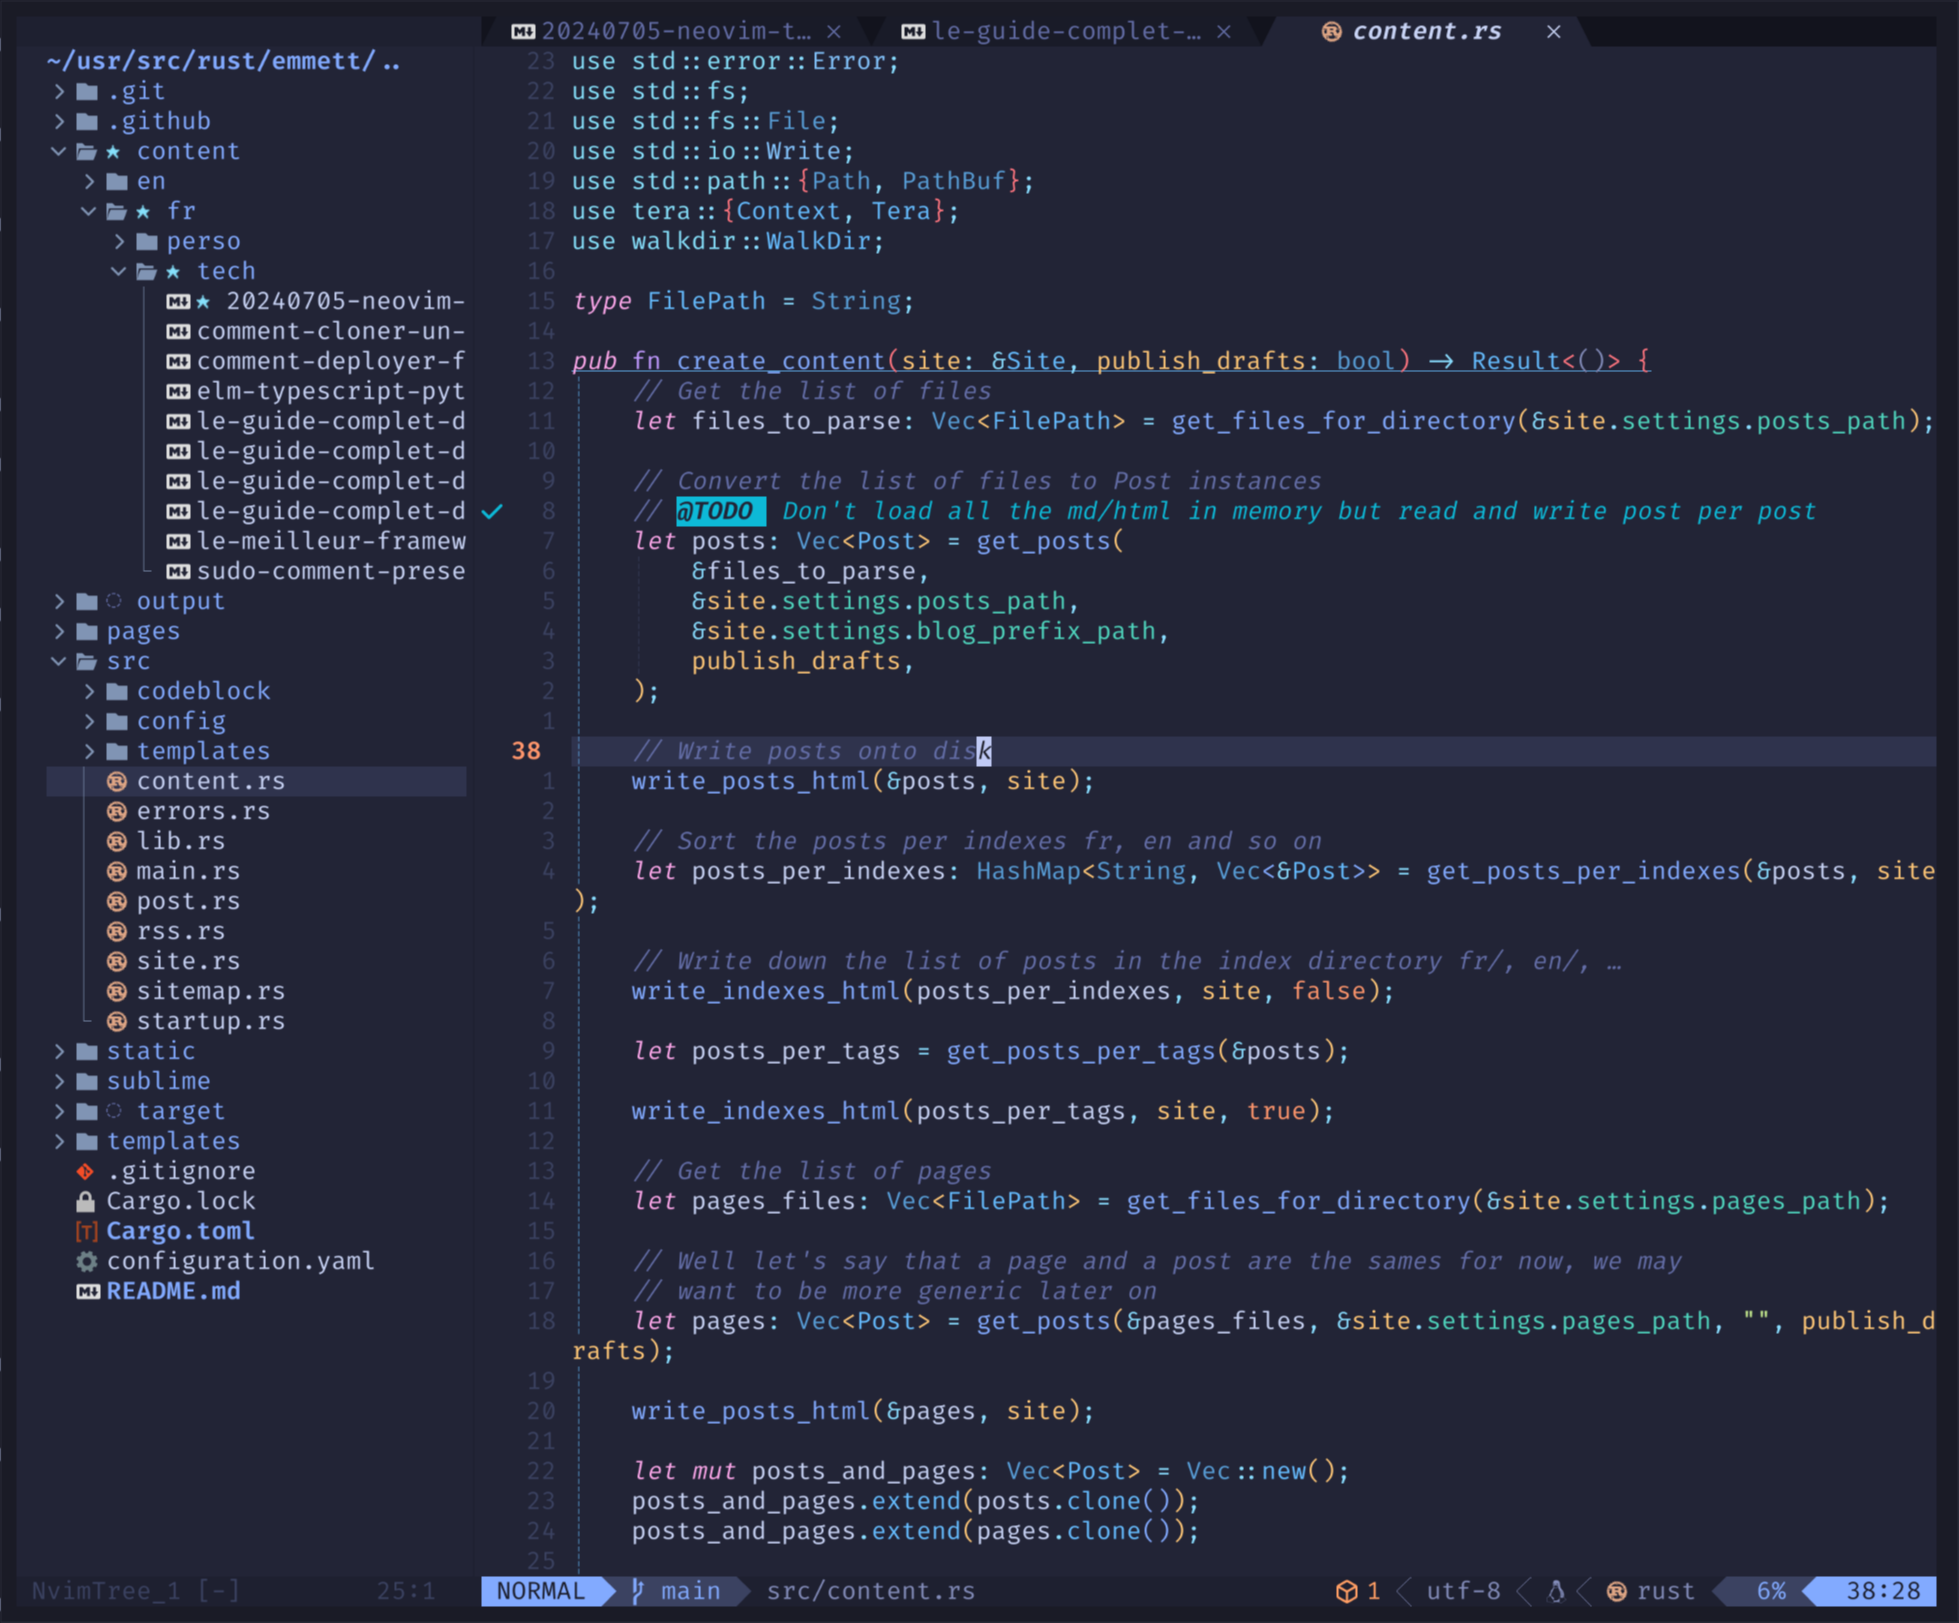 20240705-neovim-t…
le-guide-complet-…
content.rs
~/usr/src/rust/emmett/..
.git
.github
content
en
fr
perso
tech
20240705-neovim-
comment-cloner-un-
comment-deployer-f
elm-typescript-pyt
le-guide-complet-d
le-guide-complet-d
le-guide-complet-d
le-guide-complet-d
le-meilleur-framew
sudo-comment-prese
output
pages
src
codeblock
config
templates
content.rs
errors.rs
lib.rs
main.rs
post.rs
rss.rs
site.rs
sitemap.rs
startup.rs
static
sublime
target
templates
.gitignore
Cargo.lock
[T] Cargo.toml
configuration.yaml
README.md
23 use std::error::Error;
22 use std::fs;
21 use std::fs::File;
20 use std::io::Write;
19 use std::path::{Path, PathBuf};
18 use tera::{Context, Tera};
17 use walkdir::WalkDir;
16
15 type FilePath = String;
14
13 pub fn create_content(site: &Site, publish_drafts: bool) → Result<()> {
12 // Get the list of files
11 let files_to_parse: Vec<FilePath> = get_files_for_directory(&site.settings.posts_path);
10
9 // Convert the list of files to Post instances
8 // @TODO Don't load all the md/html in memory but read and write post per post
7 let posts: Vec<Post> = get_posts(
6 &files_to_parse,
5 &site.settings.posts_path,
4 &site.settings.blog_prefix_path,
3 publish_drafts,
2 );
1
38 // Write posts onto disk
1 write_posts_html(&posts, site);
2
3 // Sort the posts per indexes fr, en and so on
4 let posts_per_indexes: HashMap<String, Vec<&Post>> = get_posts_per_indexes(&posts, site
);
5
6 // Write down the list of posts in the index directory fr/, en/, …
7 write_indexes_html(posts_per_indexes, site, false);
8
9 let posts_per_tags = get_posts_per_tags(&posts);
10
11 write_indexes_html(posts_per_tags, site, true);
12
13 // Get the list of pages
14 let pages_files: Vec<FilePath> = get_files_for_directory(&site.settings.pages_path);
15
16 // Well let's say that a page and a post are the sames for now, we may
17 // want to be more generic later on
18 let pages: Vec<Post> = get_posts(&pages_files, &site.settings.pages_path, "", publish_d
rafts);
19
20 write_posts_html(&pages, site);
21
22 let mut posts_and_pages: Vec<Post> = Vec::new();
23 posts_and_pages.extend(posts.clone());
24 posts_and_pages.extend(pages.clone());
25
NvimTree_1 [-] 25:1
NORMAL main src/content.rs 1 utf-8 rust 6% 38:28